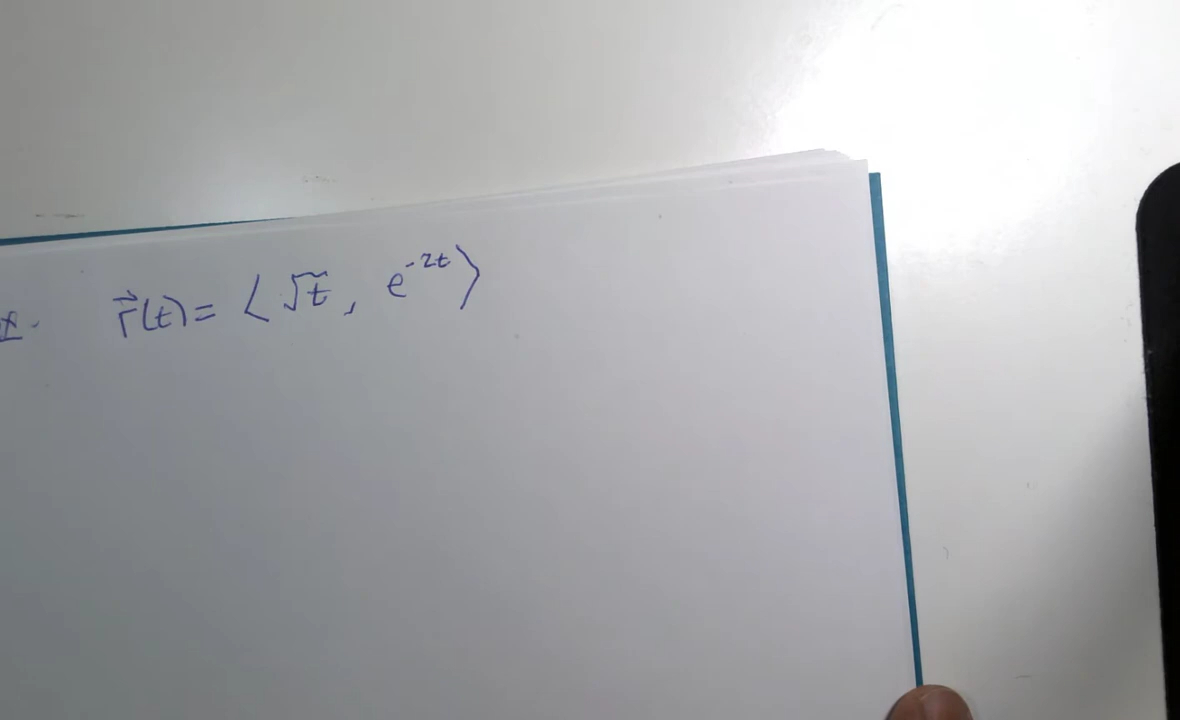 r⃗(t) = ⟨√t, e^{-2t}⟩